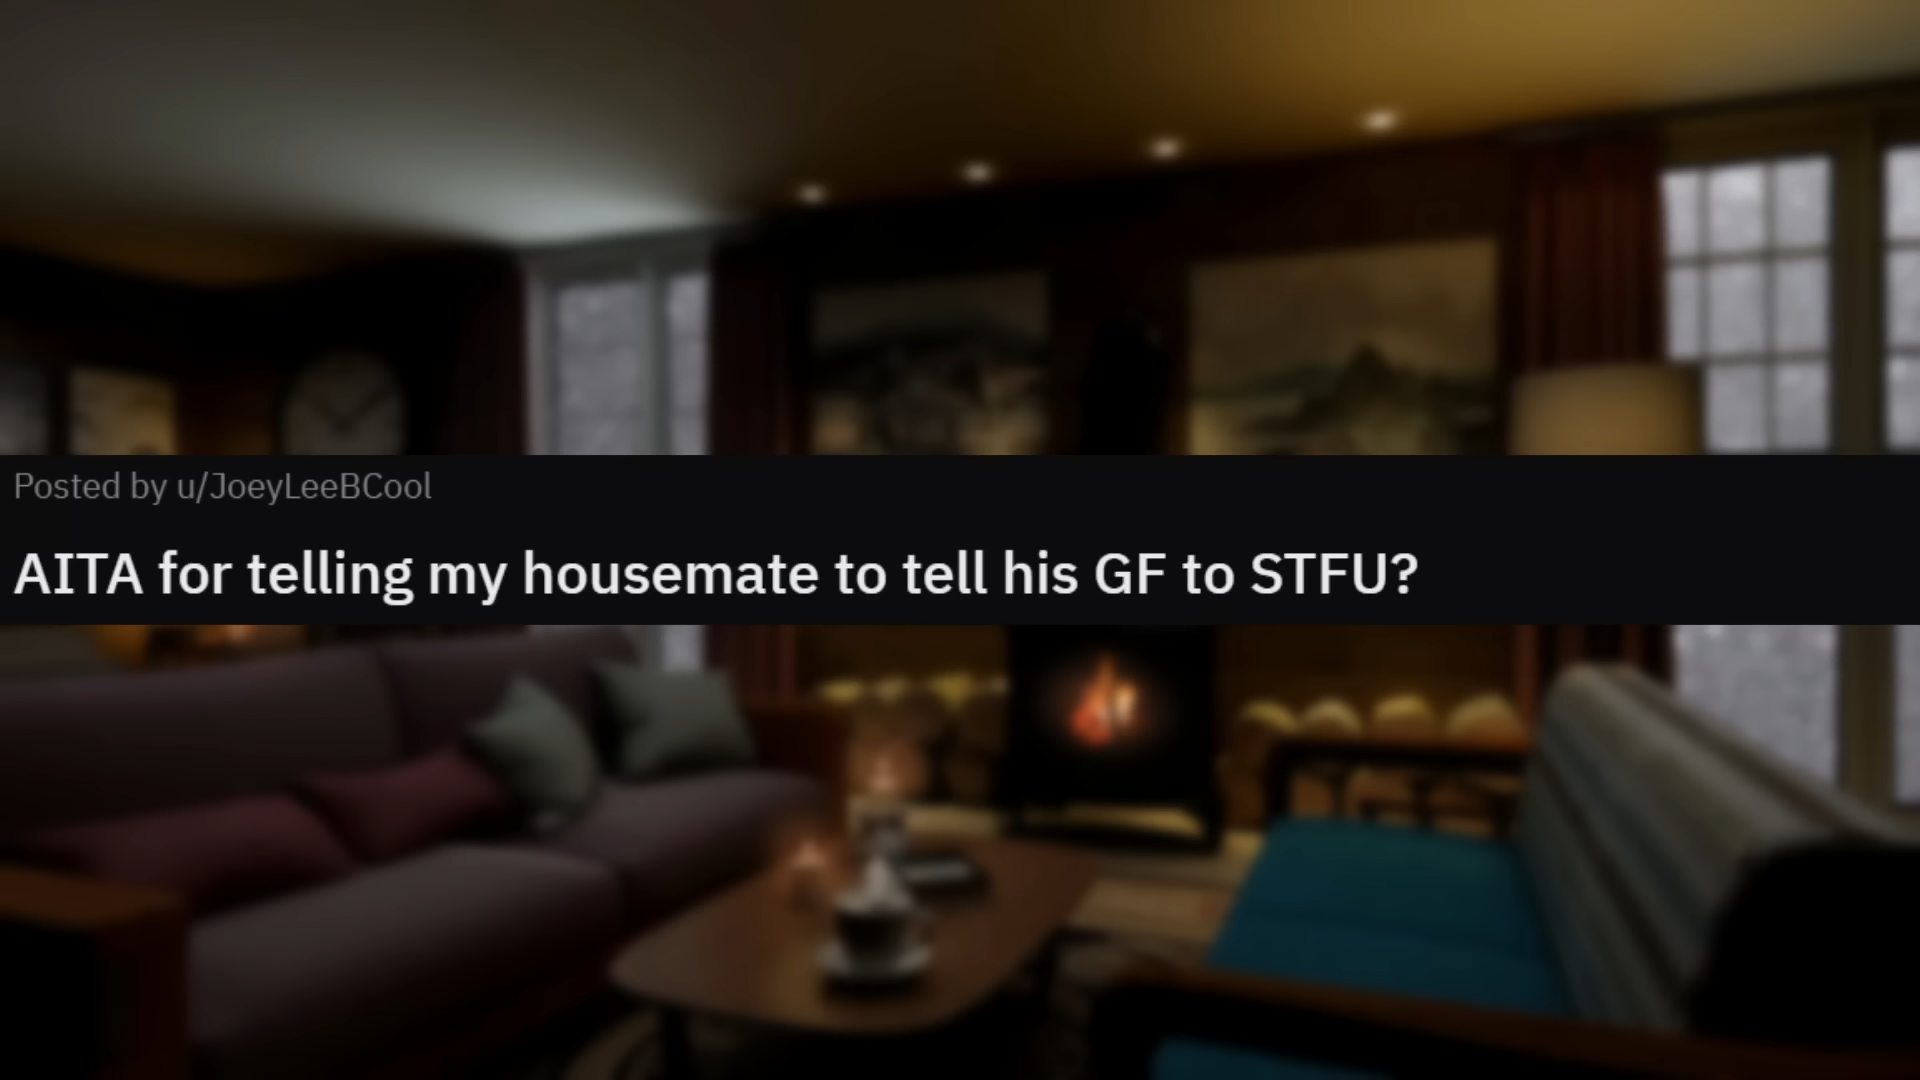 Posted by u/JoeyLeeBCool
AITA for telling my housemate to tell his GF to STFU?